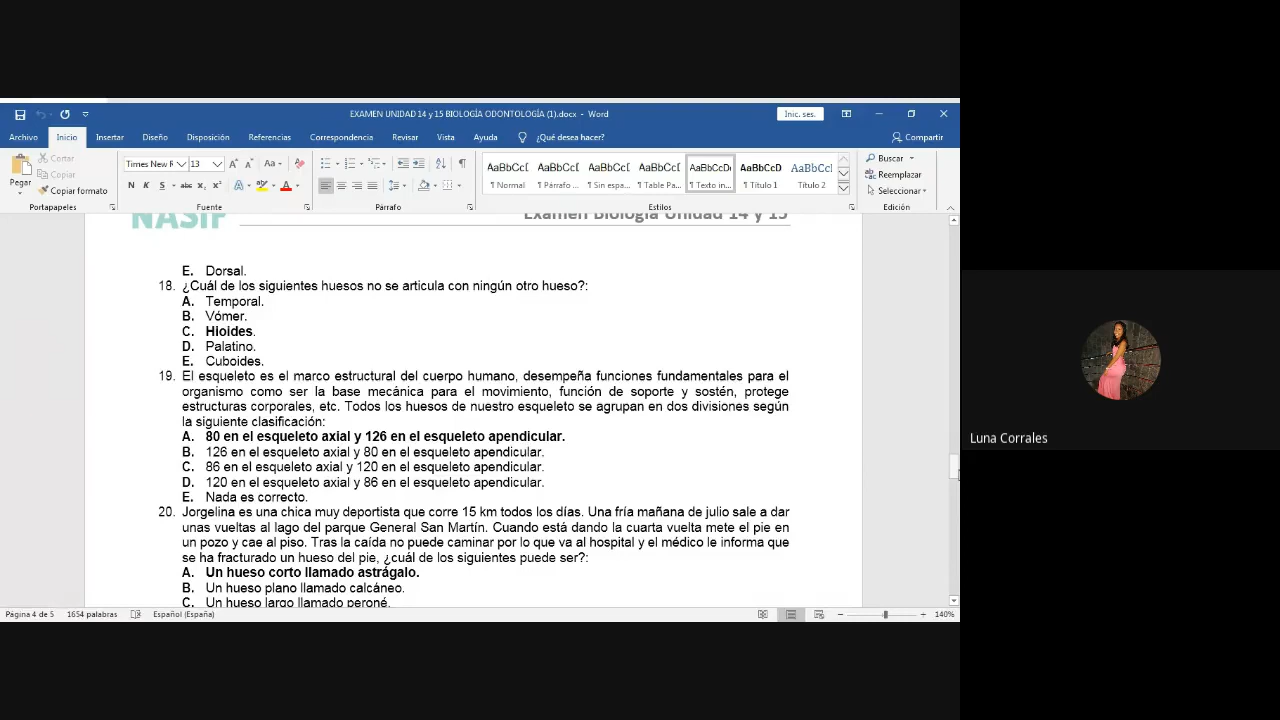 EXAMEN UNIDAD 14 y 15 BIOLOGÍA ODONTOLOGÍA (1).docx - Word
Inic. ses.
Archivo Inicio Insertar Diseño Disposición Referencias Correspondencia Revisar Vista Ayuda ¿Qué desea hacer? Compartir
Pegar
Cortar
Copiar
Copiar formato
Portapapeles
Times New R 13
N K S abc x₂ x²
Fuente
Párrafo
AaBbCcD AaBbCcD AaBbCcD AaBbCcD AaBbCcDi AaBbCcD AaBbCcI
¶ Normal ¶ Párrafo ... ¶ Sin espa... ¶ Table Pa... ¶ Texto in... ¶ Título 1 Título 2
Estilos
Buscar
Reemplazar
Seleccionar
Edición
NASIF Examen Biología Unidad 14 y 15
E. Dorsal.
18. ¿Cuál de los siguientes huesos no se articula con ningún otro hueso?:
A. Temporal.
B. Vómer.
C. Hioides.
D. Palatino.
E. Cuboides.
19. El esqueleto es el marco estructural del cuerpo humano, desempeña funciones fundamentales para el
organismo como ser la base mecánica para el movimiento, función de soporte y sostén, protege
estructuras corporales, etc. Todos los huesos de nuestro esqueleto se agrupan en dos divisiones según
la siguiente clasificación:
A. 80 en el esqueleto axial y 126 en el esqueleto apendicular.
B. 126 en el esqueleto axial y 80 en el esqueleto apendicular.
C. 86 en el esqueleto axial y 120 en el esqueleto apendicular.
D. 120 en el esqueleto axial y 86 en el esqueleto apendicular.
E. Nada es correcto.
20. Jorgelina es una chica muy deportista que corre 15 km todos los días. Una fría mañana de julio sale a dar
unas vueltas al lago del parque General San Martín. Cuando está dando la cuarta vuelta mete el pie en
un pozo y cae al piso. Tras la caída no puede caminar por lo que va al hospital y el médico le informa que
se ha fracturado un hueso del pie, ¿cuál de los siguientes puede ser?:
A. Un hueso corto llamado astrágalo.
B. Un hueso plano llamado calcáneo.
C. Un hueso largo llamado peroné.
Página 4 de 5 1654 palabras Español (España) 140%
Luna Corrales